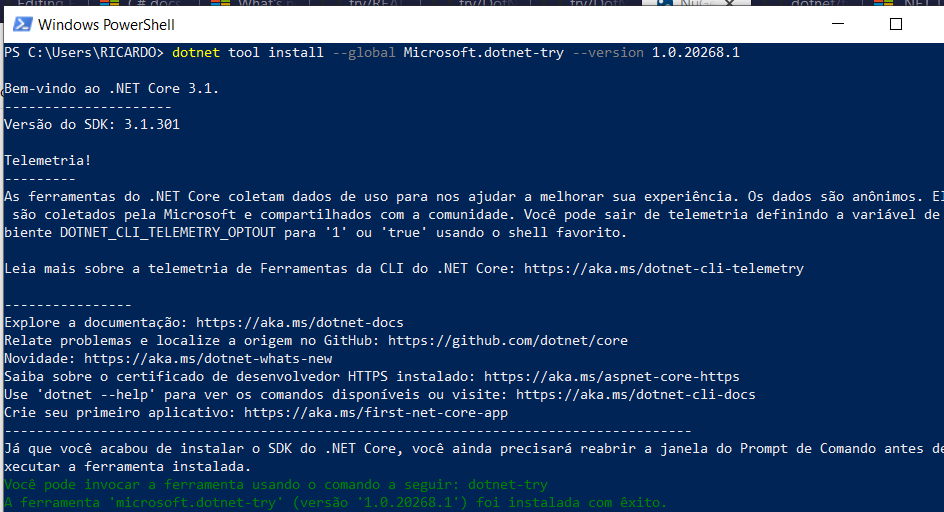 Windows PowerShell
PS C:\Users\RICARDO> dotnet tool install --global Microsoft.dotnet-try --version 1.0.20268.1
Bem-vindo ao .NET Core 3.1.
---------------------
Versão do SDK: 3.1.301
Telemetria!
---------
As ferramentas do .NET Core coletam dados de uso para nos ajudar a melhorar sua experiência. Os dados são anônimos. El
são coletados pela Microsoft e compartilhados com a comunidade. Você pode sair de telemetria definindo a variável de
biente DOTNET_CLI_TELEMETRY_OPTOUT para '1' ou 'true' usando o shell favorito.
Leia mais sobre a telemetria de Ferramentas da CLI do .NET Core: https://aka.ms/dotnet-cli-telemetry
----------------
Explore a documentação: https://aka.ms/dotnet-docs
Relate problemas e localize a origem no GitHub: https://github.com/dotnet/core
Novidade: https://aka.ms/dotnet-whats-new
Saiba sobre o certificado de desenvolvedor HTTPS instalado: https://aka.ms/aspnet-core-https
Use 'dotnet --help' para ver os comandos disponíveis ou visite: https://aka.ms/dotnet-cli-docs
Crie seu primeiro aplicativo: https://aka.ms/first-net-core-app
--------------------------------------------------------------------------------------
Já que você acabou de instalar o SDK do .NET Core, você ainda precisará reabrir a janela do Prompt de Comando antes de
xecutar a ferramenta instalada.
Você pode invocar a ferramenta usando o comando a seguir: dotnet-try
A ferramenta 'microsoft.dotnet-try' (versão '1.0.20268.1') foi instalada com êxito.